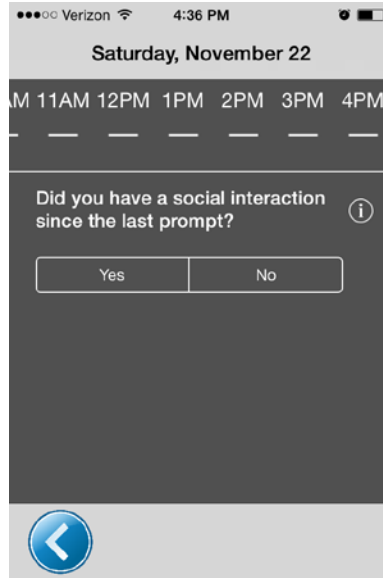 Verizon 4:36 PM
Saturday, November 22
AM 11AM 12PM 1PM 2PM 3PM 4PM
Did you have a social interaction
since the last prompt?
Yes No